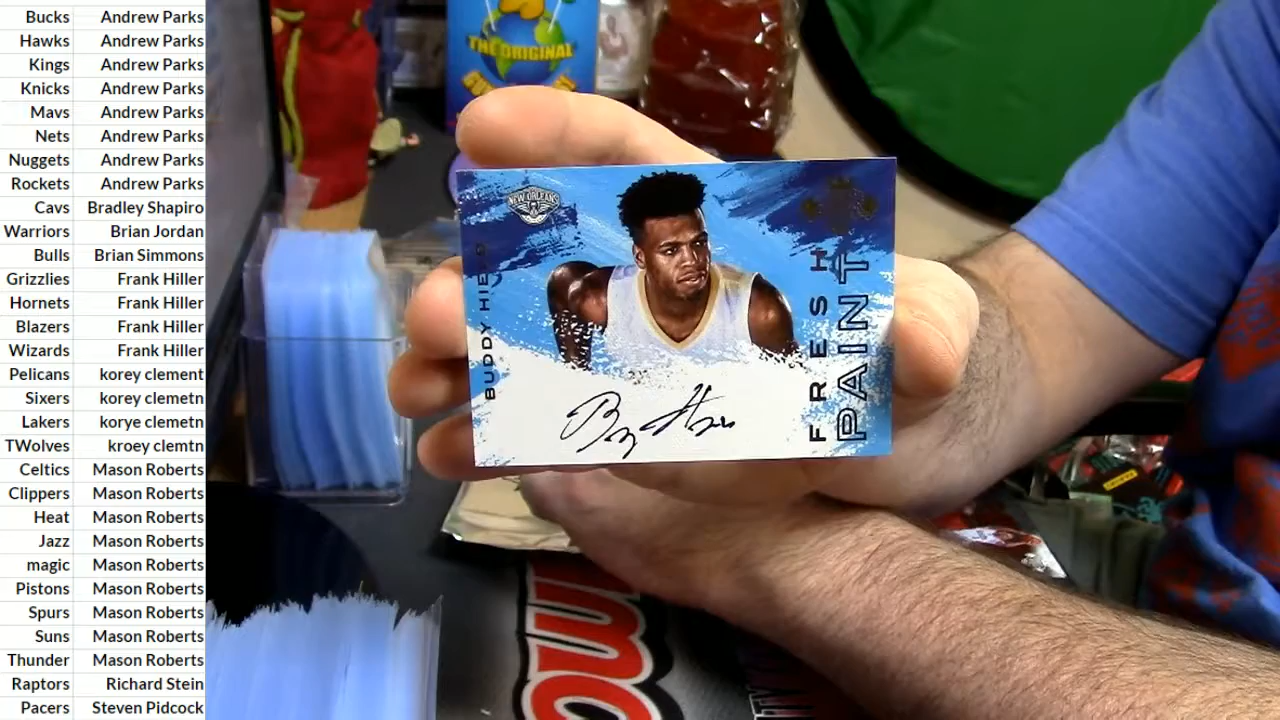 Bucks Andrew Parks
Hawks Andrew Parks
Kings Andrew Parks
Knicks Andrew Parks
Mavs Andrew Parks
Nets Andrew Parks
Nuggets Andrew Parks
Rockets Andrew Parks
Cavs Bradley Shapiro
Warriors Brian Jordan
Bulls Brian Simmons
Grizzlies Frank Hiller
Hornets Frank Hiller
Blazers Frank Hiller
Wizards Frank Hiller
Pelicans korey clement
Sixers korey clemetn
Lakers korye clemetn
TWolves kroey clemtn
Celtics Mason Roberts
Clippers Mason Roberts
Heat Mason Roberts
Jazz Mason Roberts
magic Mason Roberts
Pistons Mason Roberts
Spurs Mason Roberts
Suns Mason Roberts
Thunder Mason Roberts
Raptors Richard Stein
Pacers Steven Pidcock
THE ORIGINAL
NEW ORLEANS
BUDDY HIELD
FRESH
PAINT